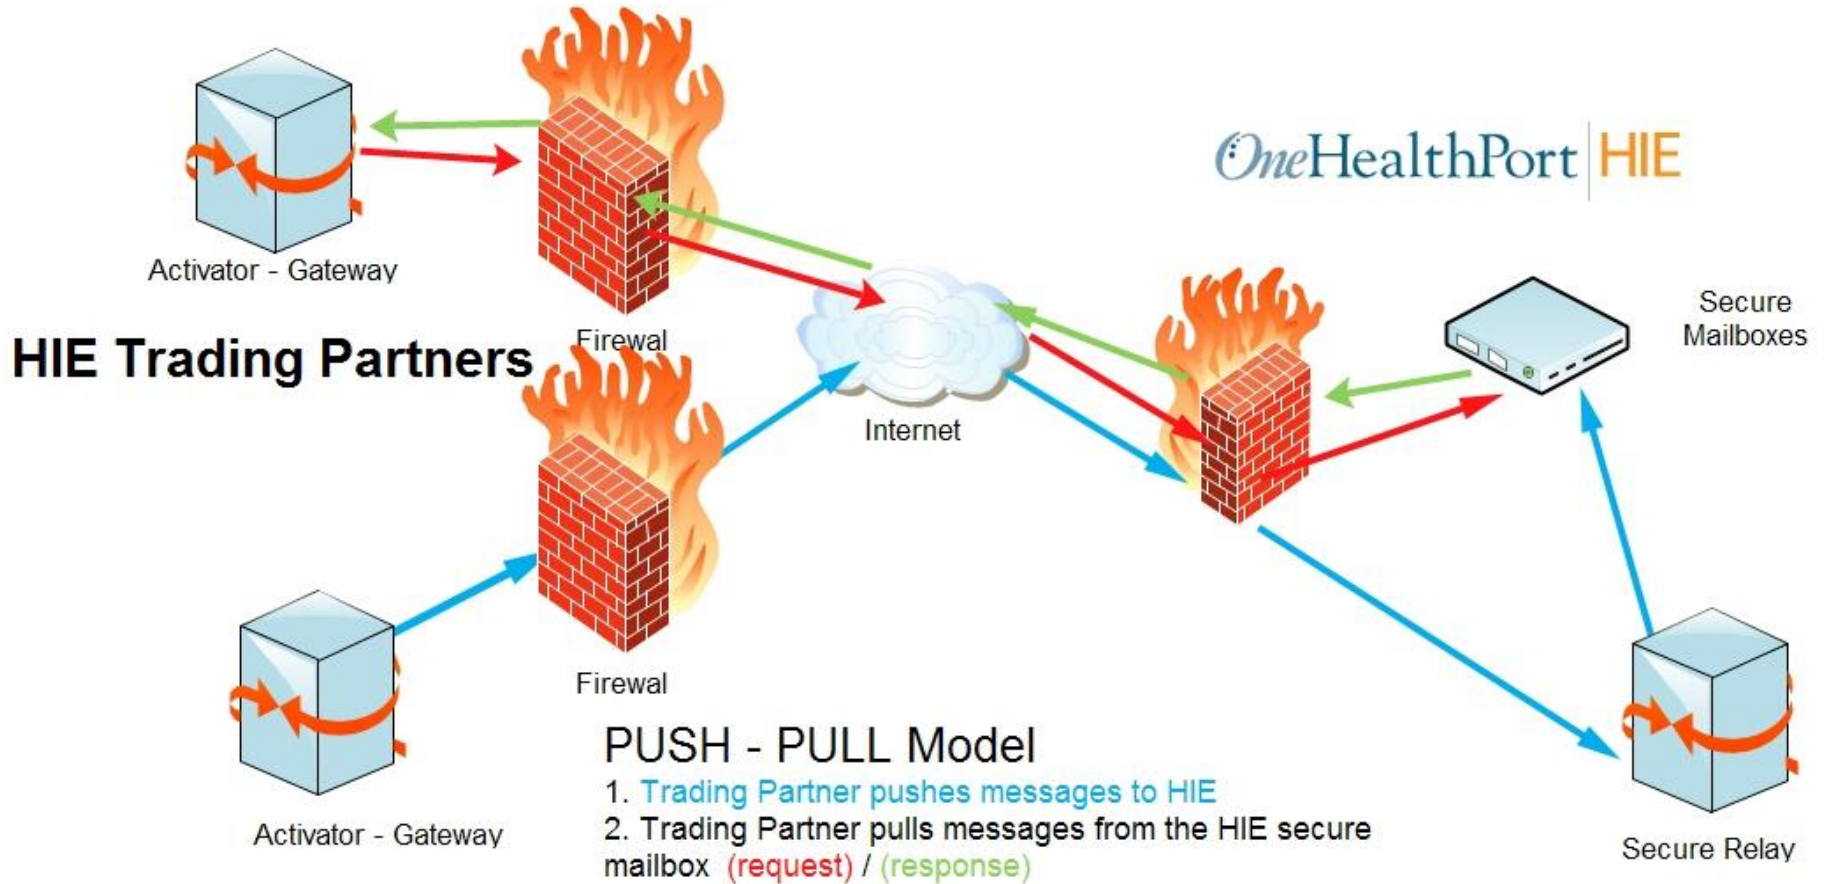 OneHealthPort HIE
Activator - Gateway
Secure
Mailboxes
Firewal
HIE Trading Partners
Internet
Firewal
Activator - Gateway
PUSH - PULL Model
1. Trading Partner pushes messages to HIE
2. Trading Partner pulls messages from the HIE secure
mailbox (request) / (response)
Secure Relay